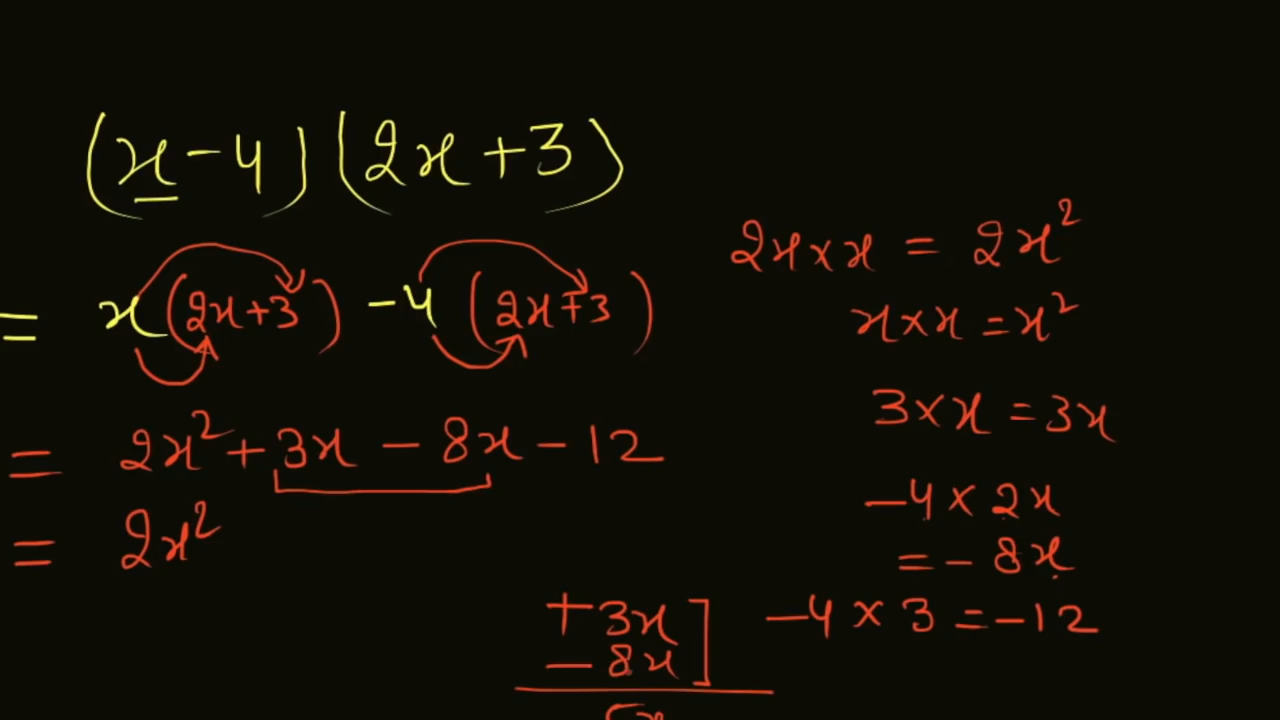 (x-4)(2x+3)
= x(2x+3) -4(2x+3)
= 2x²+3x-8x-12
= 2x²
2x×x = 2x²
x×x=x²
3×x=3x
-4×2x
=-8x
-4×3=-12
+3x]
-8x
5x